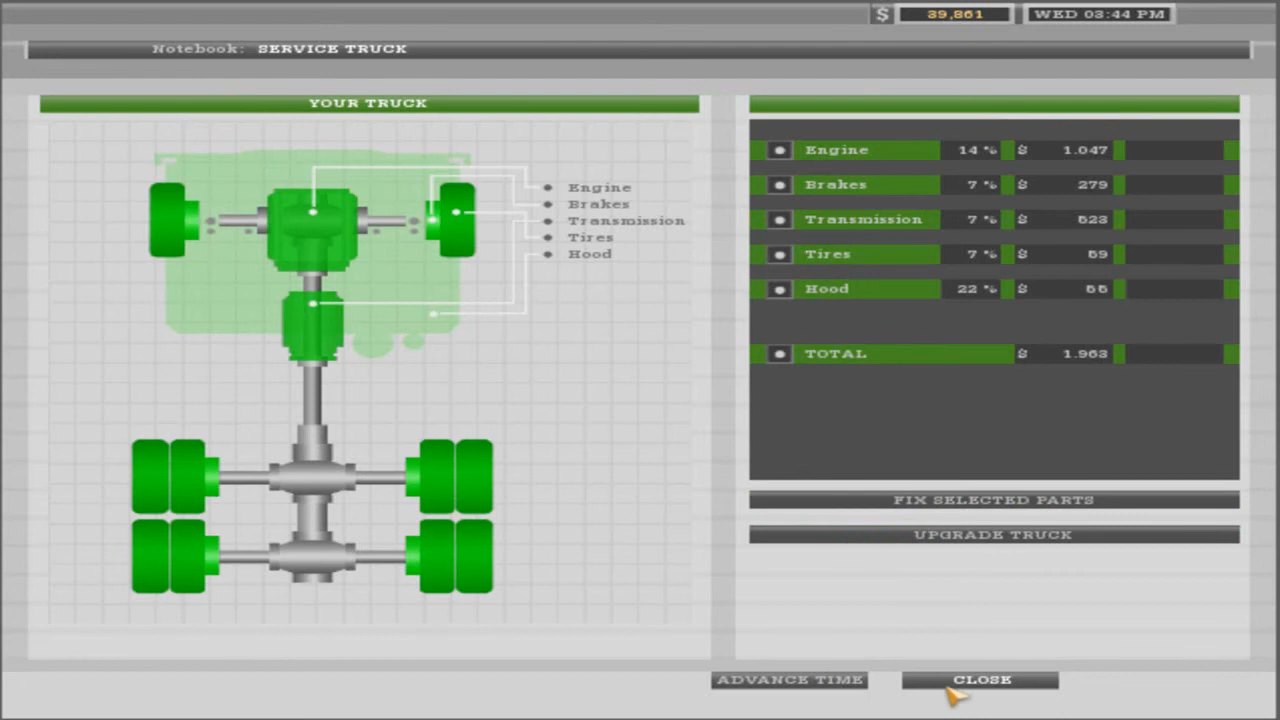 $ 39,861 WED 03:44 PM
Notebook: SERVICE TRUCK
YOUR TRUCK
Engine
Brakes
Transmission
Tires
Hood
Engine 14 % $ 1.047
Brakes 7 % $ 279
Transmission 7 % $ 523
Tires 7 % $ 59
Hood 22 % $ 55
TOTAL $ 1.963
FIX SELECTED PARTS
UPGRADE TRUCK
ADVANCE TIME CLOSE